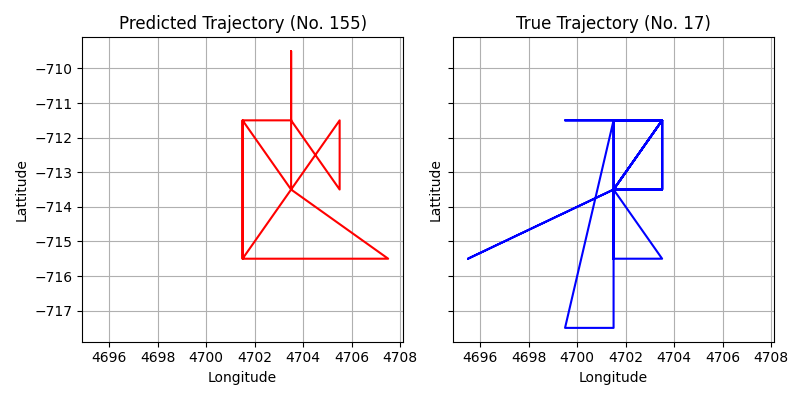 Predicted Trajectory (No. 155)
True Trajectory (No. 17)
−710
−711
−712
−713
−714
−715
−716
−717
Lattitude
Lattitude
4696 4698 4700 4702 4704 4706 4708
4696 4698 4700 4702 4704 4706 4708
Longitude
Longitude